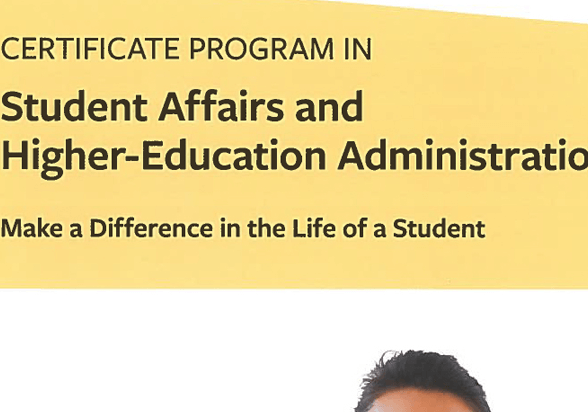 CERTIFICATE PROGRAM IN
Student Affairs and
Higher-Education Administratio
Make a Difference in the Life of a Student